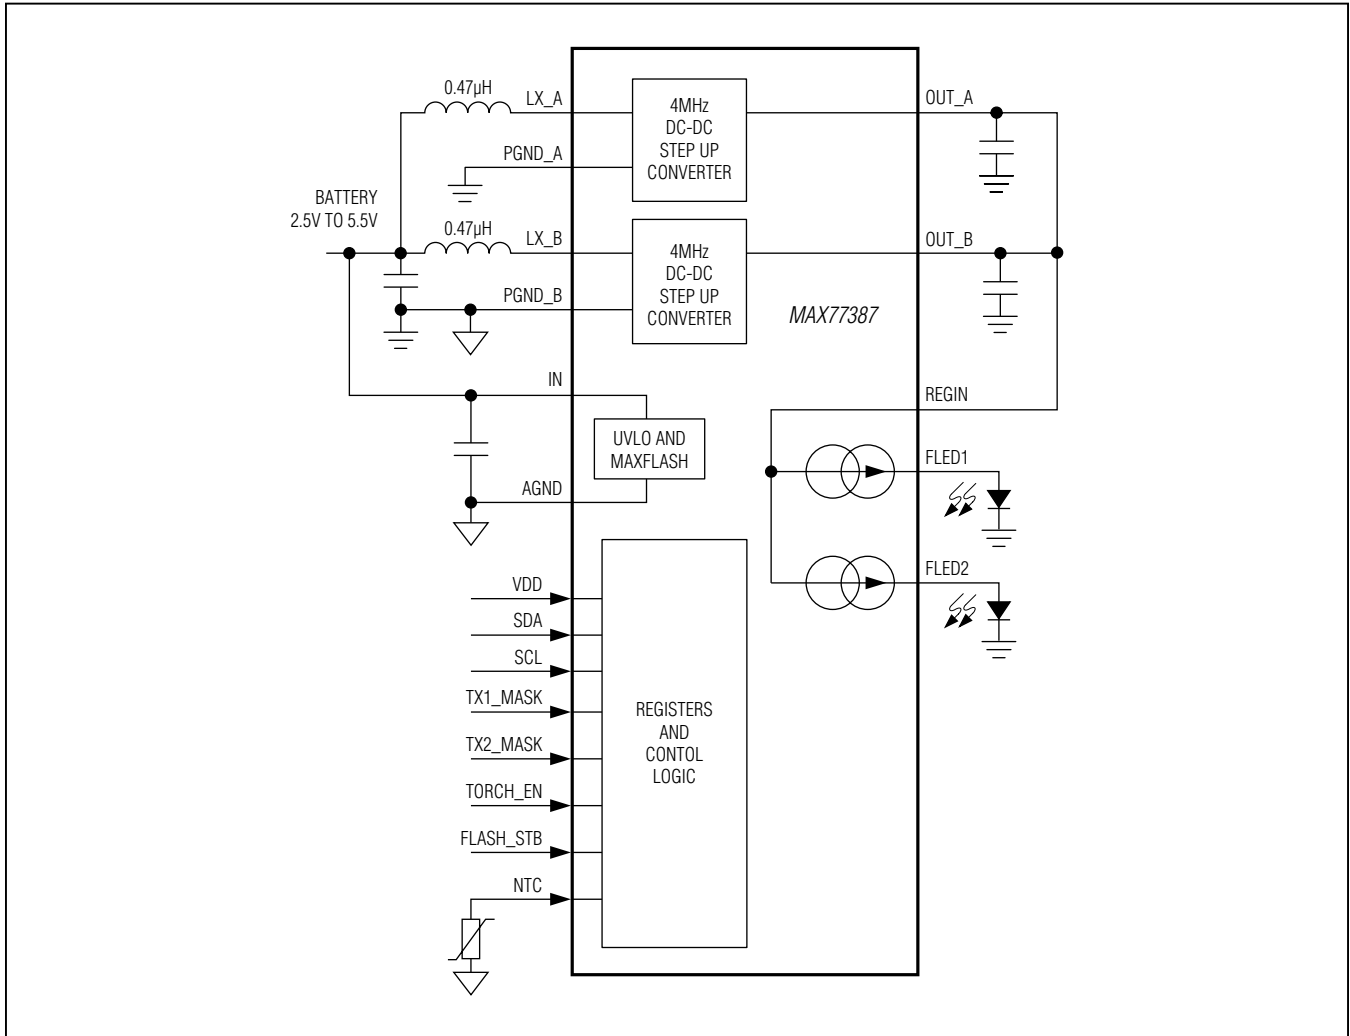 0.47µH
LX_A
4MHz
DC-DC
STEP UP
CONVERTER
OUT_A
PGND_A
BATTERY
2.5V TO 5.5V
0.47µH
LX_B
4MHz
DC-DC
STEP UP
CONVERTER
OUT_B
PGND_B
MAX77387
IN
REGIN
UVLO AND
MAXFLASH
FLED1
AGND
FLED2
VDD
SDA
SCL
TX1_MASK
TX2_MASK
TORCH_EN
FLASH_STB
NTC
REGISTERS
AND
CONTOL
LOGIC